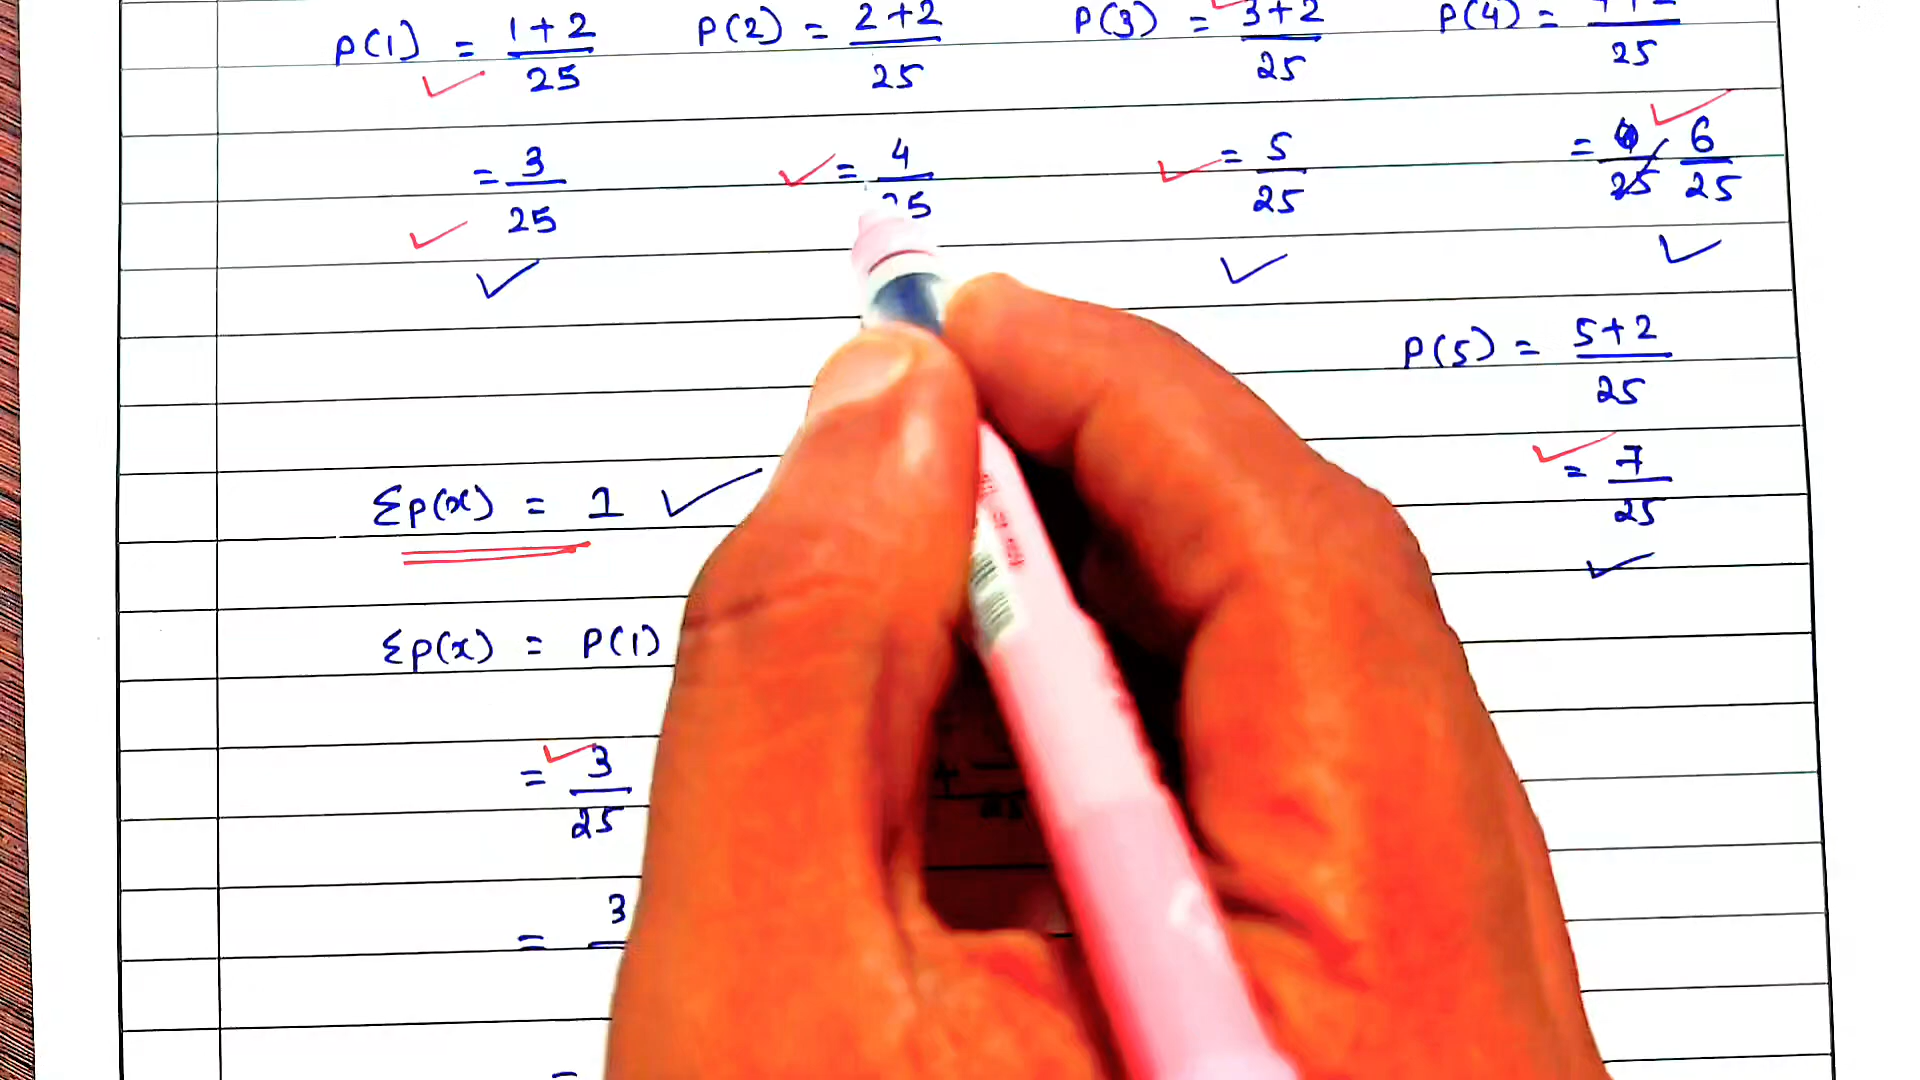 P(1) = 1+2/25 P(2) = 2+2/25 P(3) = 3+2/25 P(4) = /25
= 3/25 = 4/25 = 5/25 = 6/25
P(5) = 5+2/25
= 7/25
Σp(x) = 1
Σp(x) = P(1)
= 3/25
= 3
=